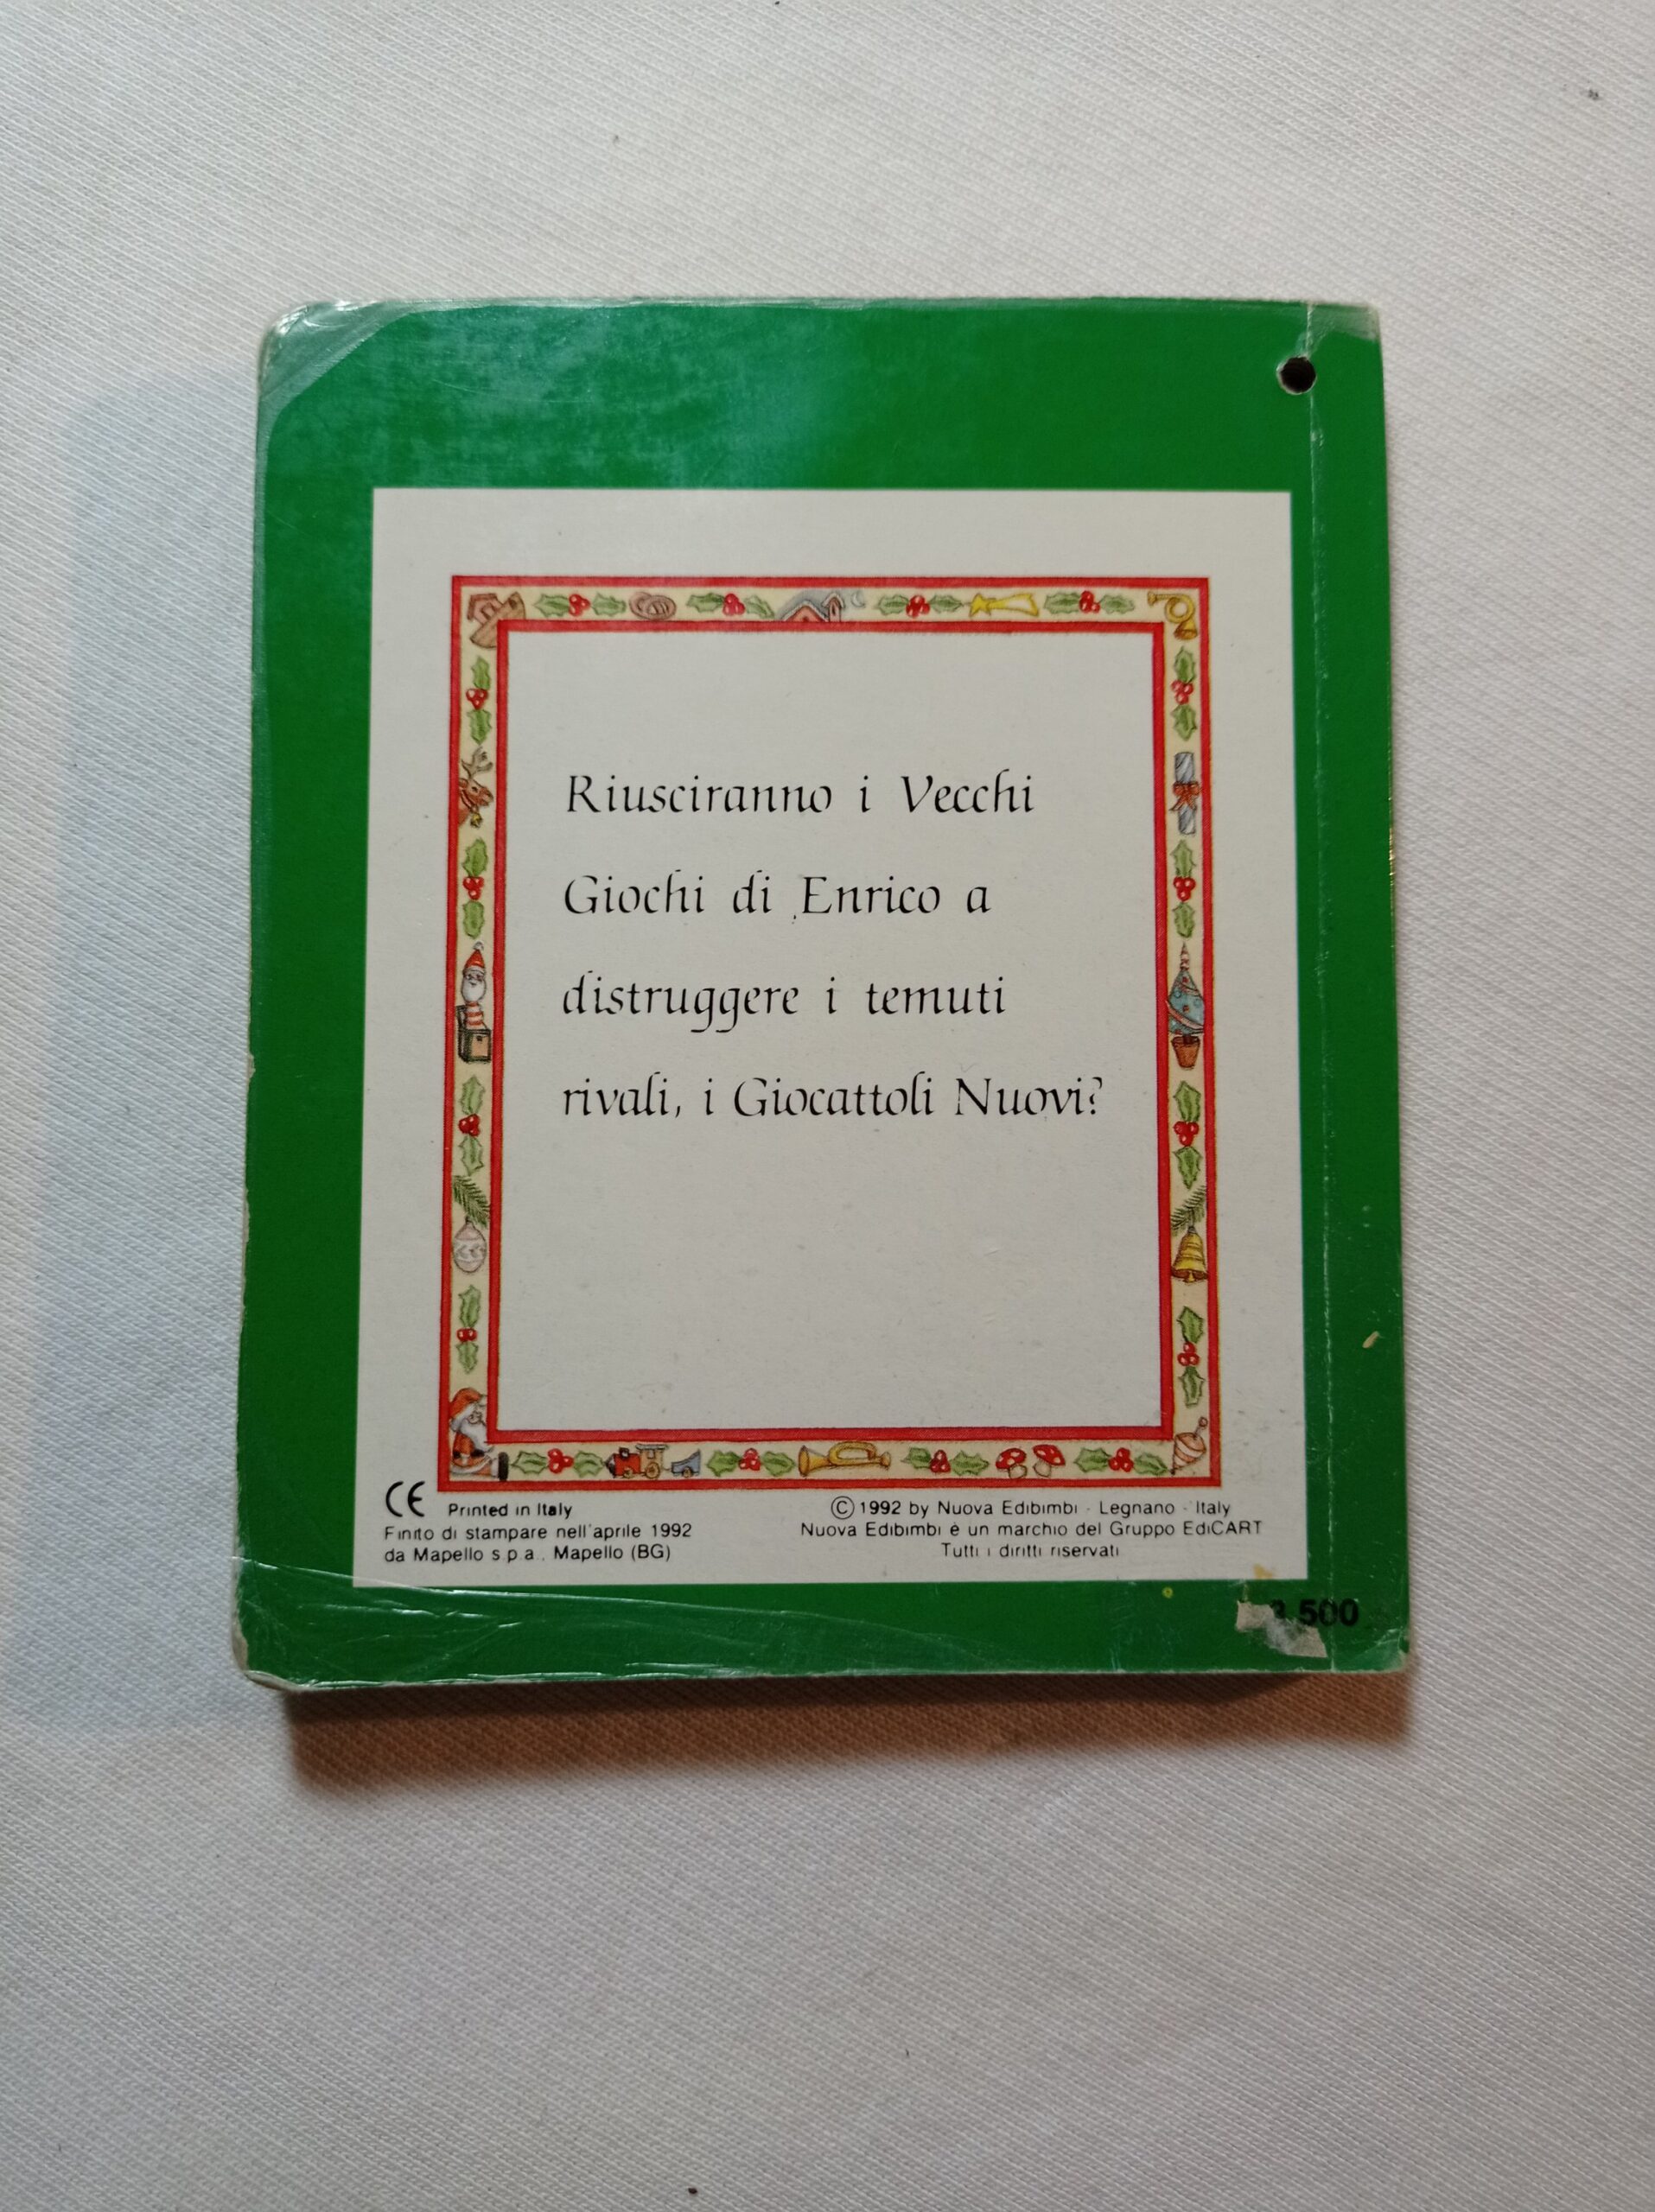 Riusciranno i Vecchi
Giochi di Enrico a
distruggere i temuti
rivali, i Giocattoli Nuovi?
CE Printed in Italy
Finito di stampare nell'aprile 1992
da Mapello s.p.a., Mapello (BG)
© 1992 by Nuova Edibimbi - Legnano - Italy
Nuova Edibimbi è un marchio del Gruppo EdiCART
Tutti i diritti riservati
500